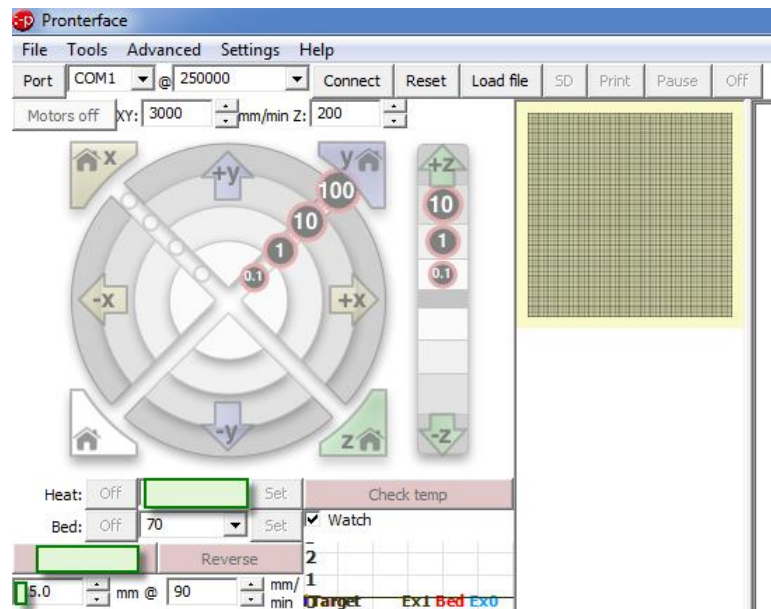 Pronterface
File Tools Advanced Settings Help
Port COM1 @ 250000 Connect Reset Load file SD Print Pause Off
Motors off XY: 3000 mm/min Z: 200
x +y y +z
100 10
10 1
1 0.1
0.1
-x +x
-y z -z
Heat: Off Set Check temp
Bed: Off 70 Set Watch
Reverse 2
5.0 mm @ 90 mm/ 1
min Target Ex1 Bed Ex0